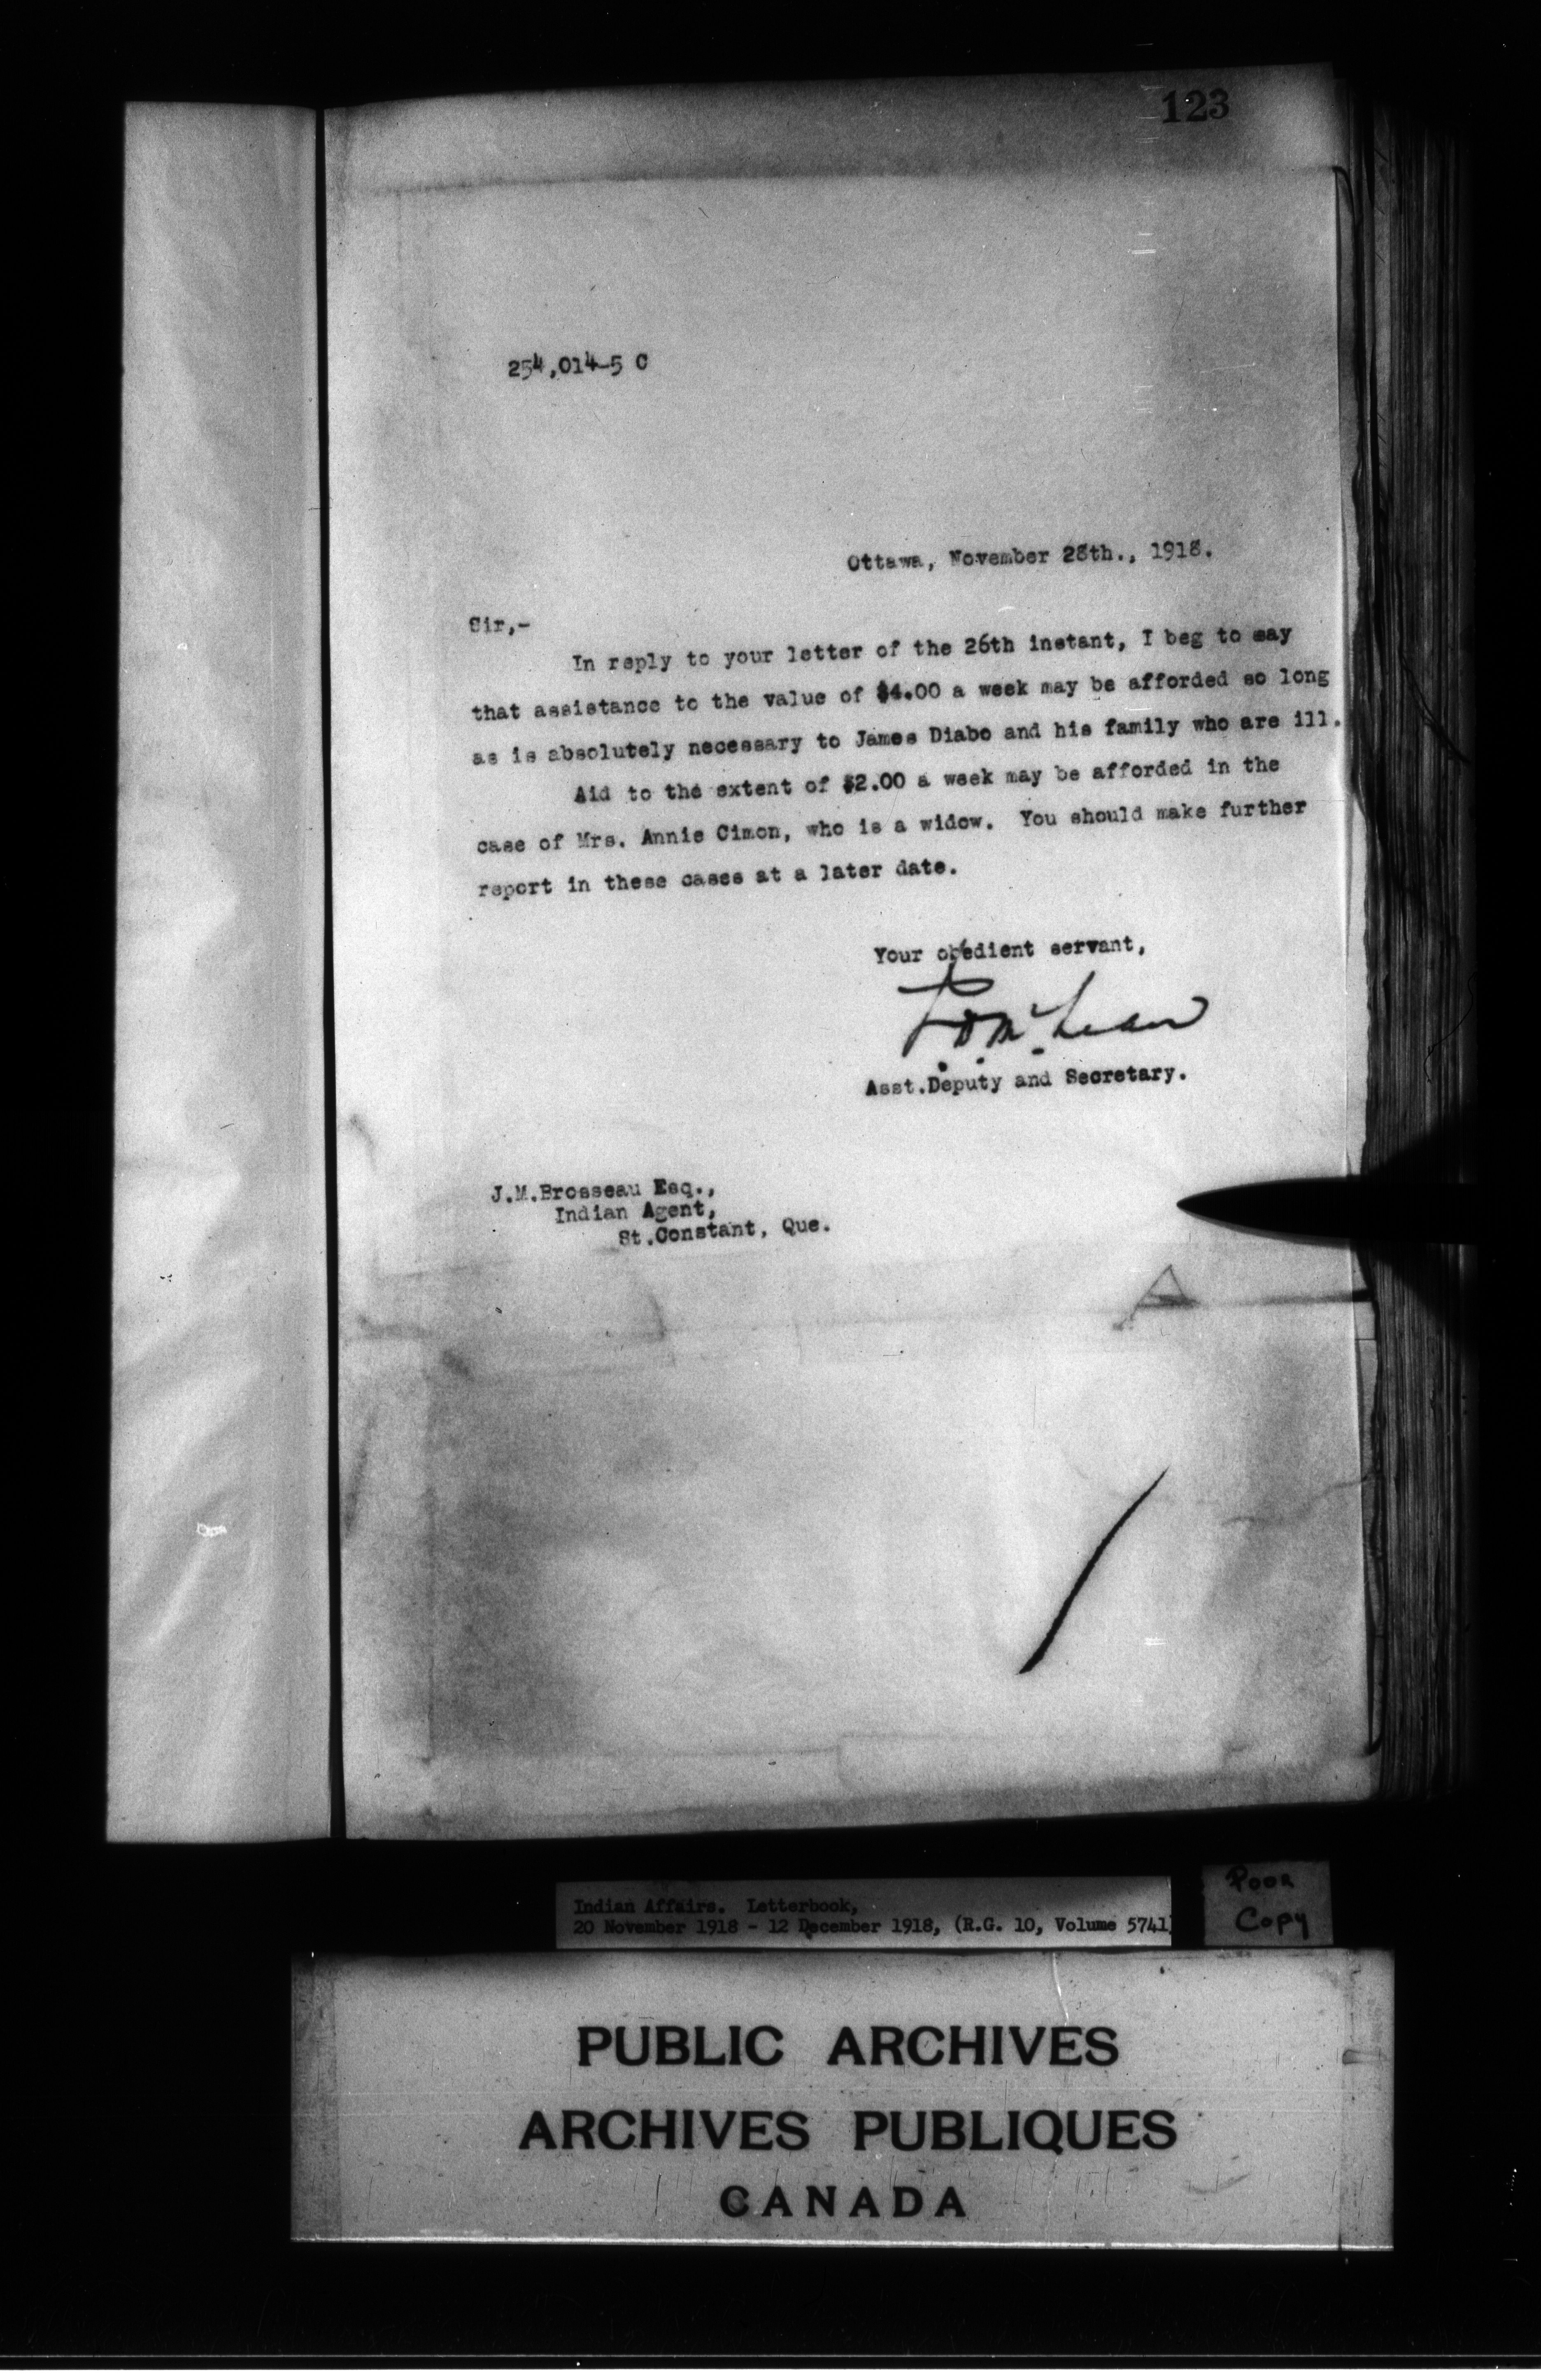 123
254,014-5 C
Ottawa, November 28th., 1918.
Sir,-
In reply to your letter of the 26th instant, I beg to say
that assistance to the value of $4.00 a week may be afforded so long
as is absolutely necessary to James Diabo and his family who are ill.
Aid to the extent of $2.00 a week may be afforded in the
case of Mrs. Annie Cimon, who is a widow. You should make further
report in these cases at a later date.
Your obedient servant,
J.D.McLean
Asst.Deputy and Secretary.
J.M.Brosseau Esq.,
Indian Agent,
St.Constant, Que.
A
Indian Affairs. Letterbook,
20 November 1918 - 12 December 1918, (R.G. 10, Volume 5741)
Poor
Copy
PUBLIC ARCHIVES
ARCHIVES PUBLIQUES
CANADA